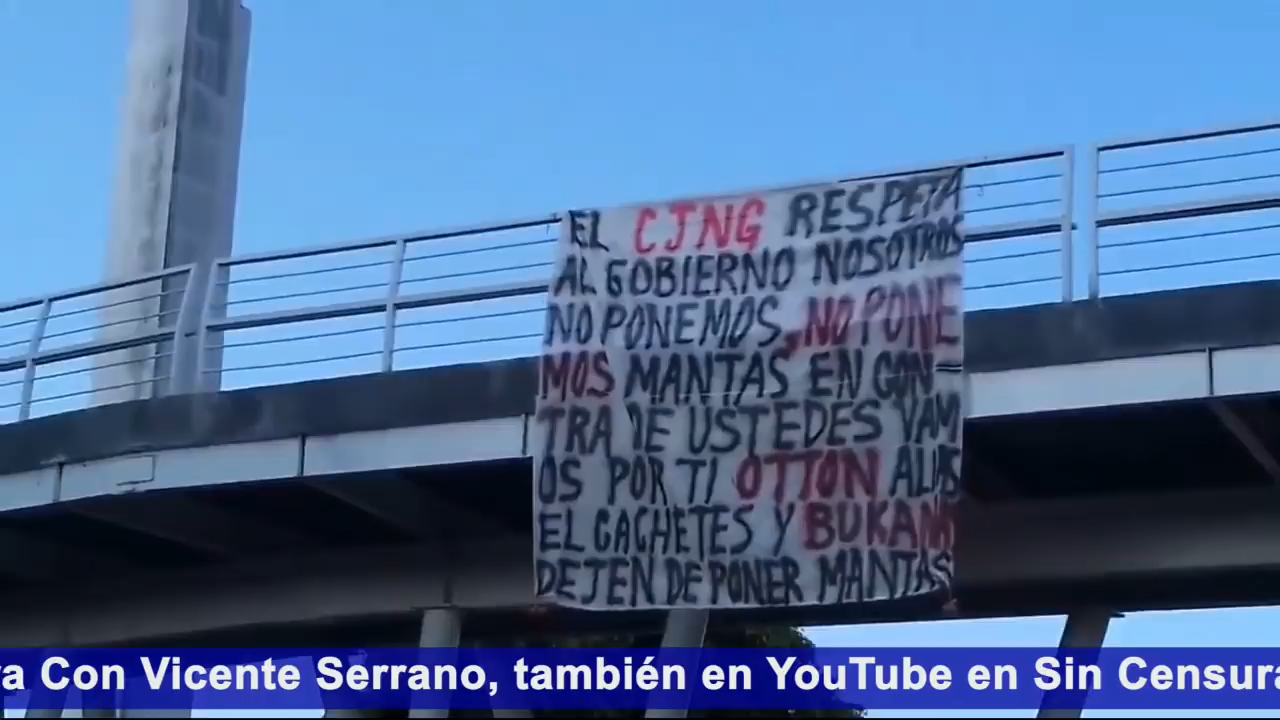 EL CJNG RESPETA
AL GOBIERNO NOSOTROS
NO PONEMOS, NO PONE
MOS MANTAS EN CON-
TRA DE USTEDES VAM
OS POR TI OTTON ALIAS
EL CACHETES Y BUKANA
DEJEN DE PONER MANTAS
va Con Vicente Serrano, también en YouTube en Sin Censura